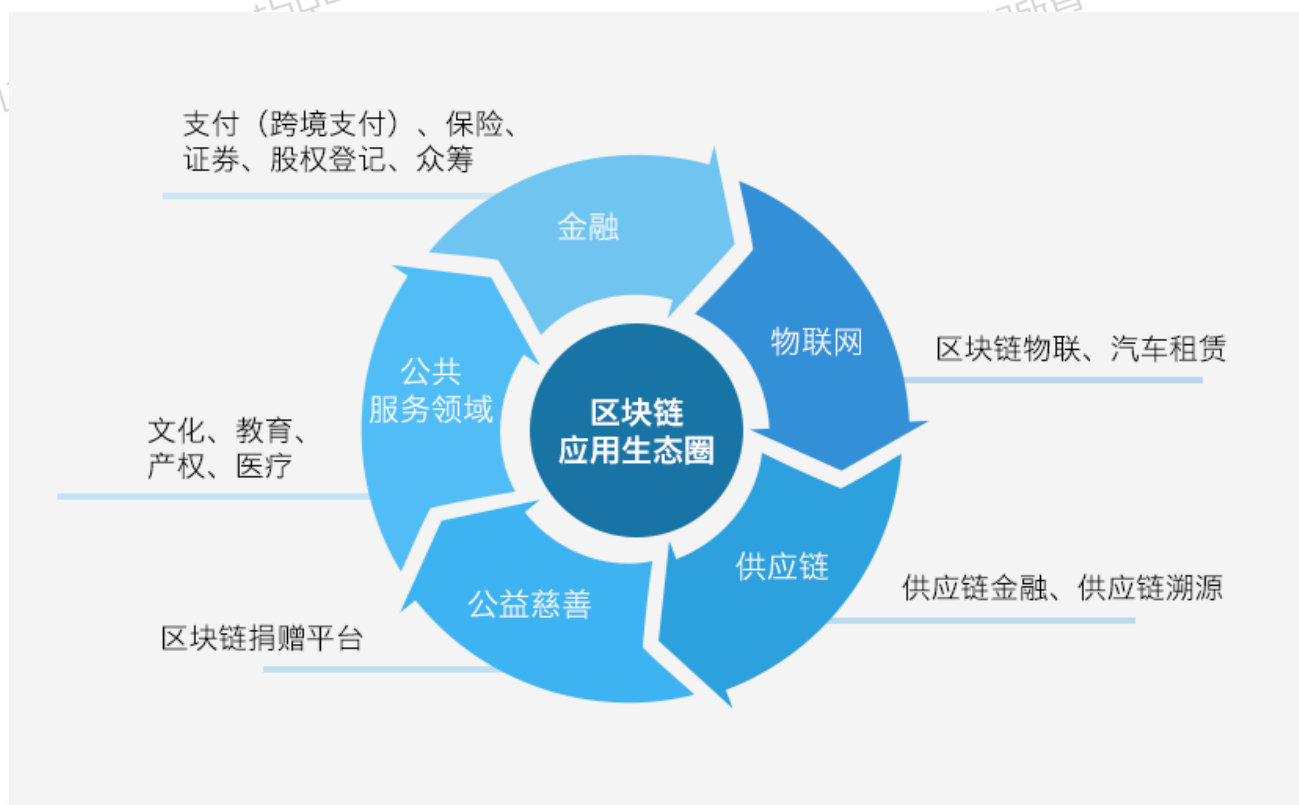 支付（跨境支付）、保险、
证券、股权登记、众筹
金融
物联网
区块链物联、汽车租赁
公共
服务领域
区块链
应用生态圈
文化、教育、
产权、医疗
供应链
供应链金融、供应链溯源
公益慈善
区块链捐赠平台